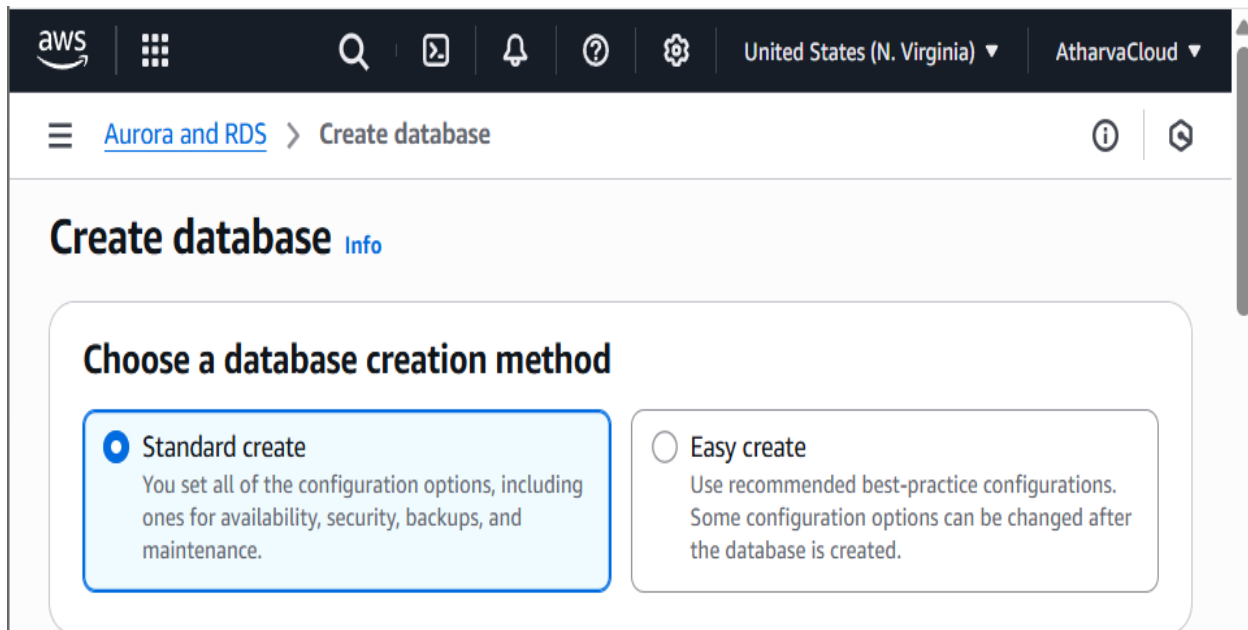 aws
United States (N. Virginia) ▼ AtharvaCloud ▼
Aurora and RDS > Create database
Create database Info
Choose a database creation method
Standard create
You set all of the configuration options, including
ones for availability, security, backups, and
maintenance.
Easy create
Use recommended best-practice configurations.
Some configuration options can be changed after
the database is created.